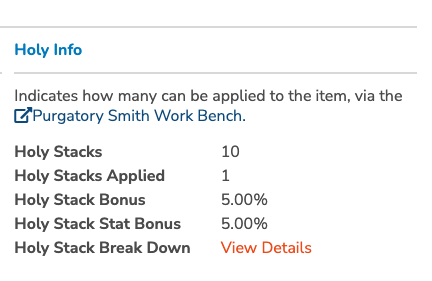 Holy Info
Indicates how many can be applied to the item, via the
Purgatory Smith Work Bench.
Holy Stacks 10
Holy Stacks Applied 1
Holy Stack Bonus 5.00%
Holy Stack Stat Bonus 5.00%
Holy Stack Break Down View Details